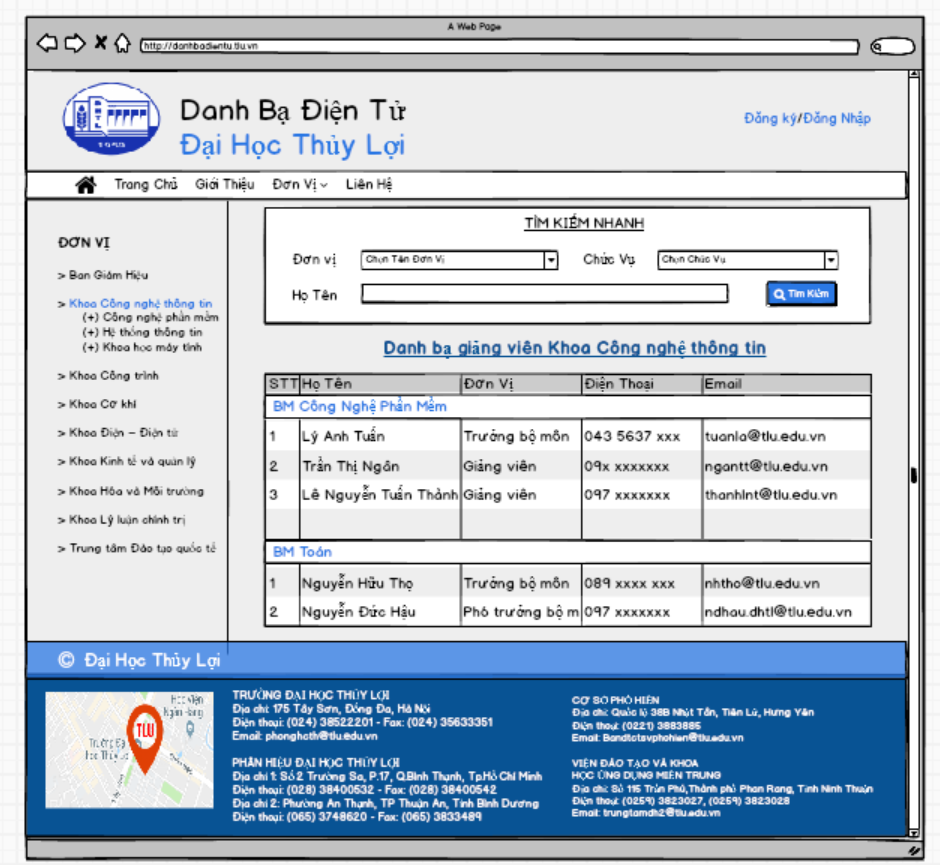 A Web Page
http://danhbadientu.tlu.vn
Danh Bạ Điện Tử
Đại Học Thủy Lợi
Đăng ký/Đăng Nhập
Trang Chủ Giới Thiệu Đơn Vị Liên Hệ
ĐƠN VỊ
> Ban Giám Hiệu
> Khoa Công nghệ thông tin
(+) Công nghệ phần mềm
(+) Hệ thống thông tin
(+) Khoa học máy tính
> Khoa Công trình
> Khoa Cơ khí
> Khoa Điện – Điện tử
> Khoa Kinh tế và quản lý
> Khoa Hóa và Môi trường
> Khoa Lý luận chính trị
> Trung tâm Đào tạo quốc tế
TÌM KIẾM NHANH
Đơn vị Chọn Tên Đơn Vị Chức Vụ Chọn Chức Vụ
Họ Tên Tìm Kiếm
Danh bạ giảng viên Khoa Công nghệ thông tin
STT Họ Tên Đơn Vị Điện Thoại Email
BM Công Nghệ Phần Mềm
1 Lý Anh Tuấn Trưởng bộ môn 043 5637 xxx tuanla@tlu.edu.vn
2 Trần Thị Ngân Giảng viên 09x xxxxxxx ngantt@tlu.edu.vn
3 Lê Nguyễn Tuấn Thành Giảng viên 097 xxxxxxx thanhlnt@tlu.edu.vn
BM Toán
1 Nguyễn Hữu Thọ Trưởng bộ môn 089 xxxx xxx nhtho@tlu.edu.vn
2 Nguyễn Đức Hậu Phó trưởng bộ m 097 xxxxxxx ndhau.dhtl@tlu.edu.vn
© Đại Học Thủy Lợi
TLU
TRƯỜNG ĐẠI HỌC THỦY LỢI
Địa chỉ: 175 Tây Sơn, Đống Đa, Hà Nội
Điện thoại: (024) 38522201 - Fax: (024) 35633351
Email: phonghcth@tlu.edu.vn
PHÂN HIỆU ĐẠI HỌC THỦY LỢI
Địa chỉ 1: Số 2 Trường Sa, P.17, Q.Bình Thạnh, Tp.Hồ Chí Minh
Điện thoại: (028) 38400532 - Fax: (028) 38400542
Địa chỉ 2: Phường An Thạnh, TP Thuận An, Tỉnh Bình Dương
Điện thoại: (065) 3748620 - Fax: (065) 3833489
CƠ SỞ PHỐ HIẾN
Địa chỉ: Quốc lộ 38B Nhật Tân, Tiên Lữ, Hưng Yên
Điện thoại: (0221) 3883885
Email: Bandtctsvphohien@tlu.edu.vn
VIỆN ĐÀO TẠO VÀ KHOA
HỌC ỨNG DỤNG MIỀN TRUNG
Địa chỉ: Số 115 Trần Phú,Thành phố Phan Rang, Tỉnh Ninh Thuận
Điện thoại: (0259) 3823027, (0259) 3823028
Email: trungtamdh2@tlu.edu.vn